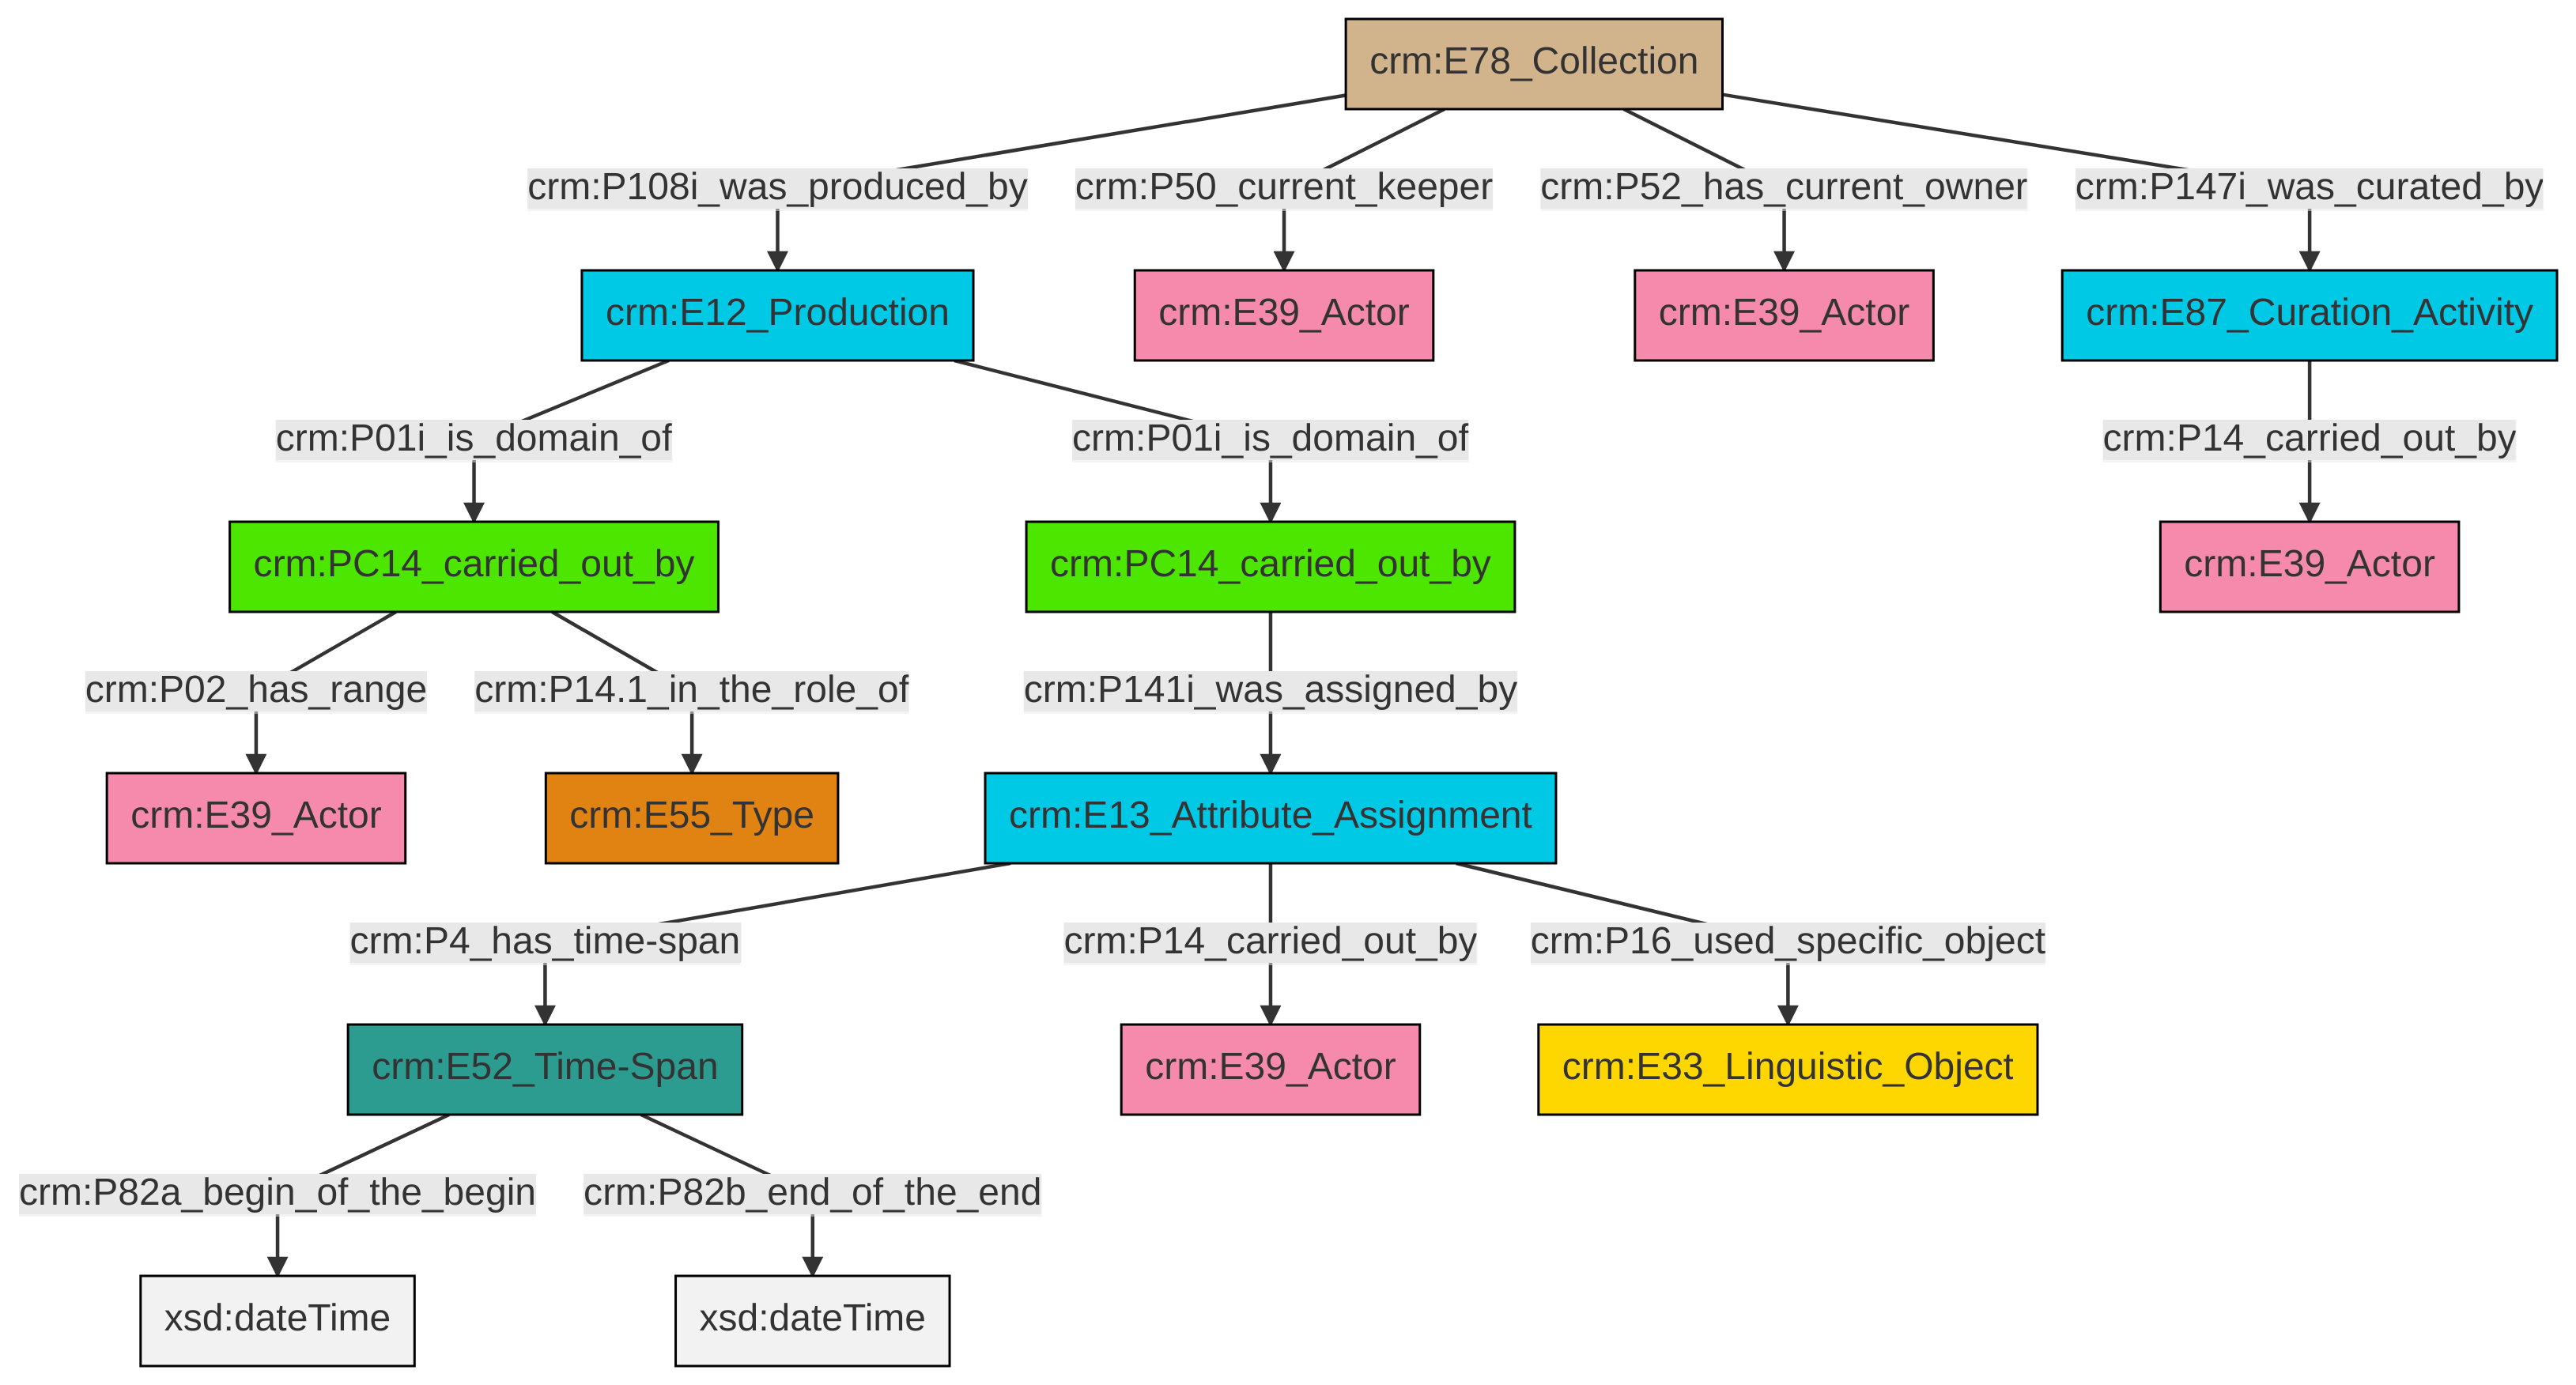 crm:E78_Collection
crm:P108i_was_produced_by
crm:P50_current_keeper
crm:P52_has_current_owner
crm:P147i_was_curated_by
crm:E12_Production
crm:E39_Actor
crm:E39_Actor
crm:E87_Curation_Activity
crm:P01i_is_domain_of
crm:P01i_is_domain_of
crm:P14_carried_out_by
crm:PC14_carried_out_by
crm:PC14_carried_out_by
crm:E39_Actor
crm:P02_has_range
crm:P14.1_in_the_role_of
crm:P141i_was_assigned_by
crm:E39_Actor
crm:E55_Type
crm:E13_Attribute_Assignment
crm:P4_has_time-span
crm:P14_carried_out_by
crm:P16_used_specific_object
crm:E52_Time-Span
crm:E39_Actor
crm:E33_Linguistic_Object
crm:P82a_begin_of_the_begin
crm:P82b_end_of_the_end
xsd:dateTime
xsd:dateTime